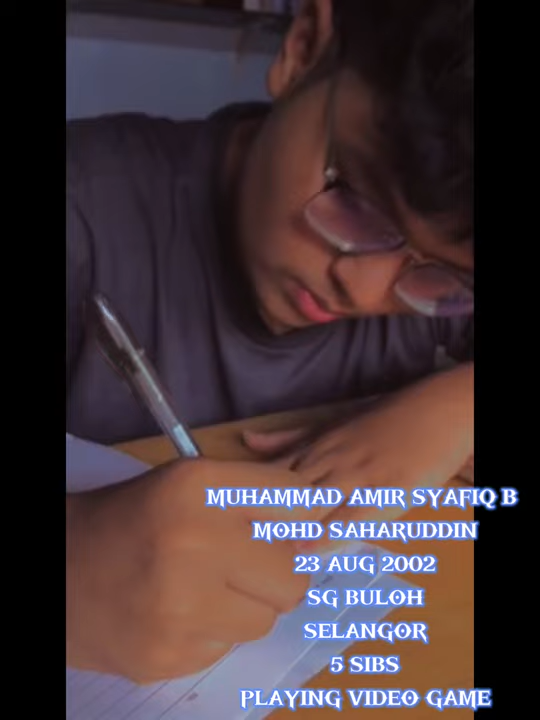 MUHAMMAD AMIR SYAFIQ B
MOHD SAHARUDDIN
23 AUG 2002
SG BULOH
SELANGOR
5 SIBS
PLAYING VIDEO GAME